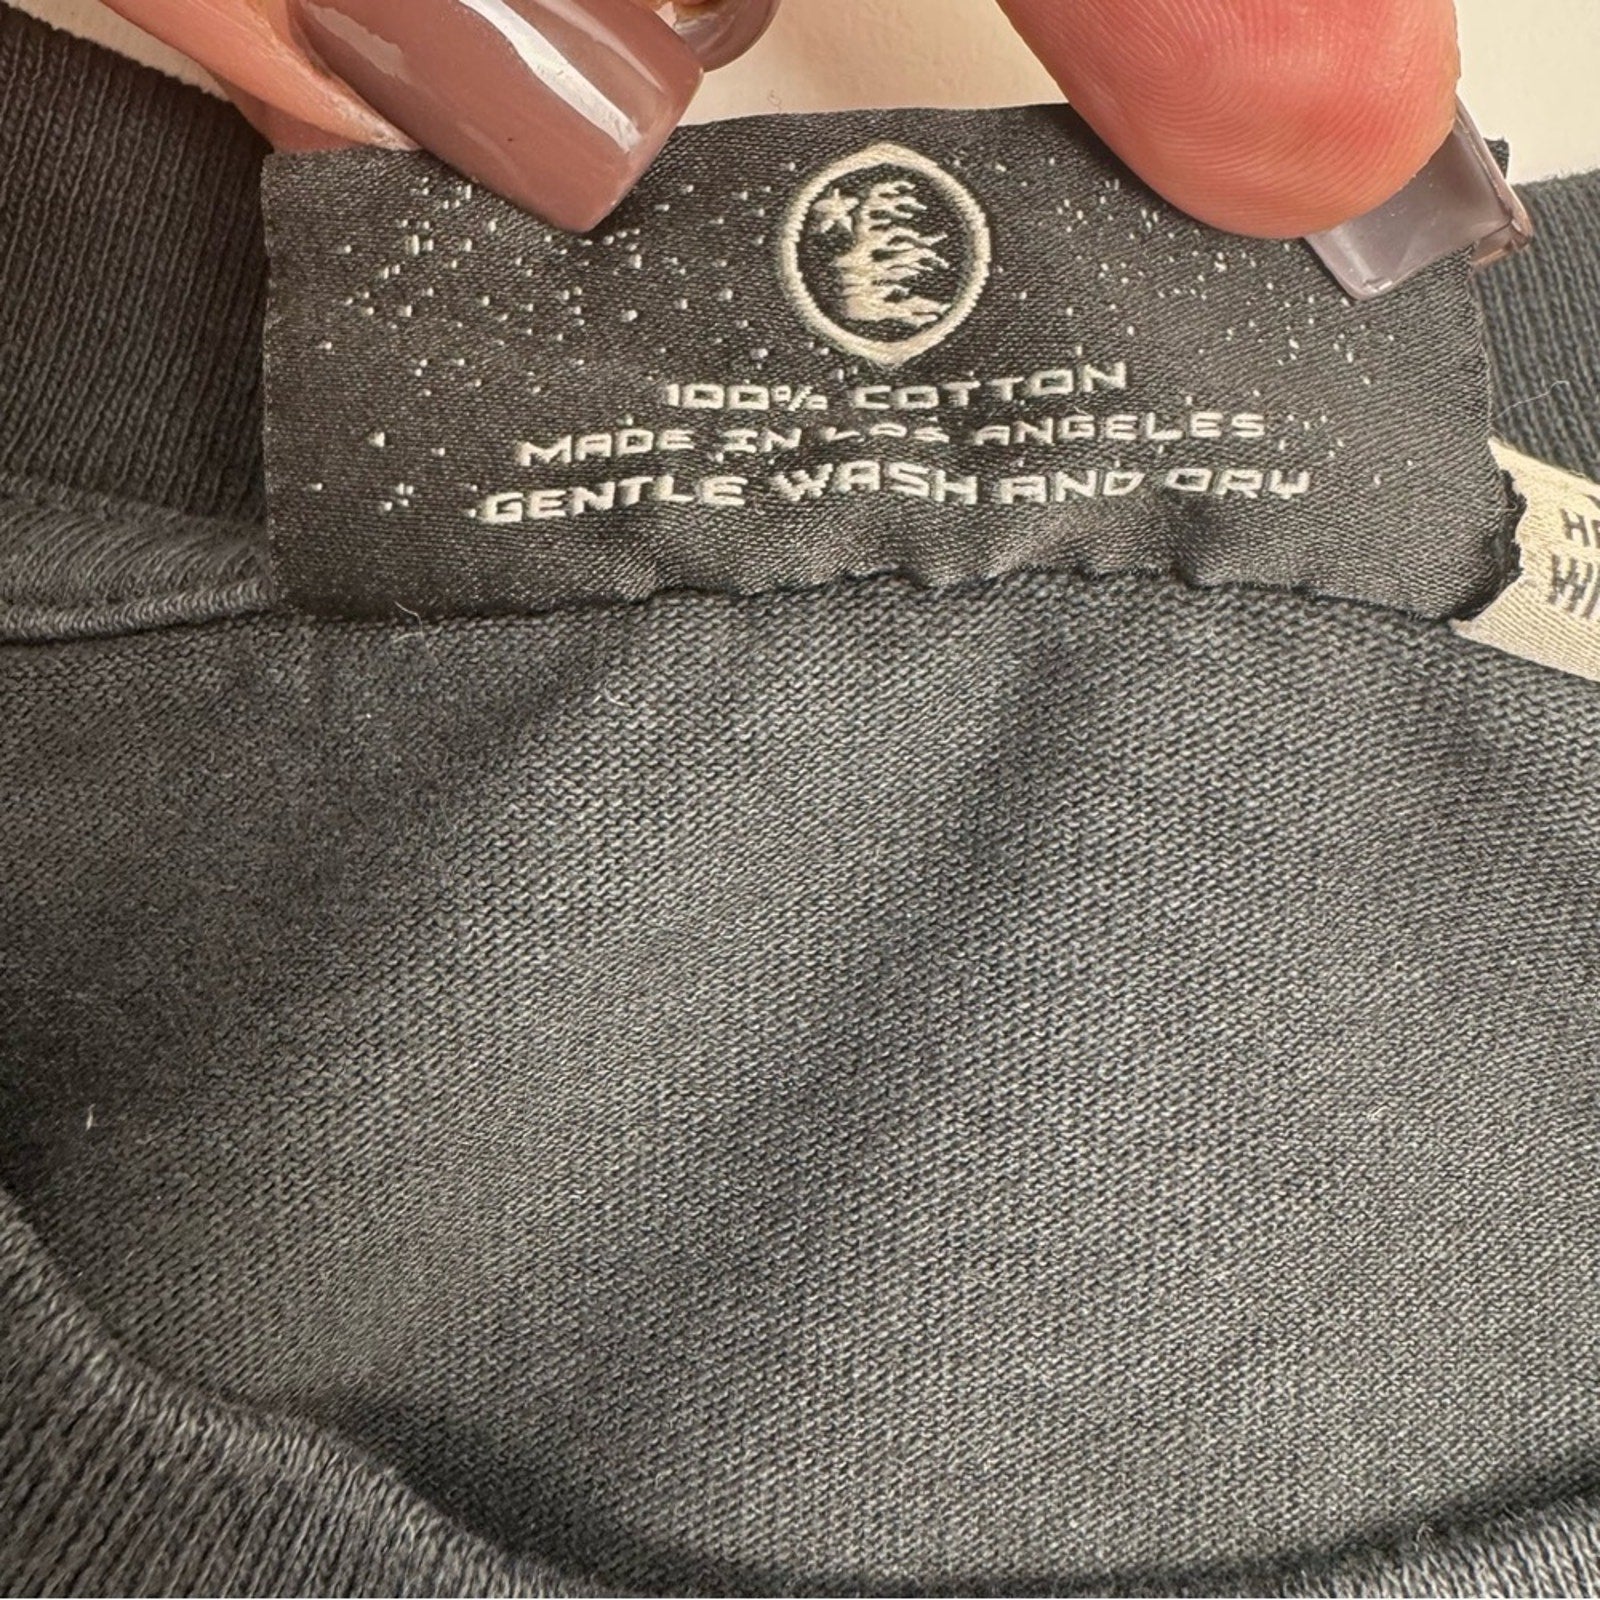 100% COTTON
MADE IN LOS ANGELES
GENTLE WASH AND DRY